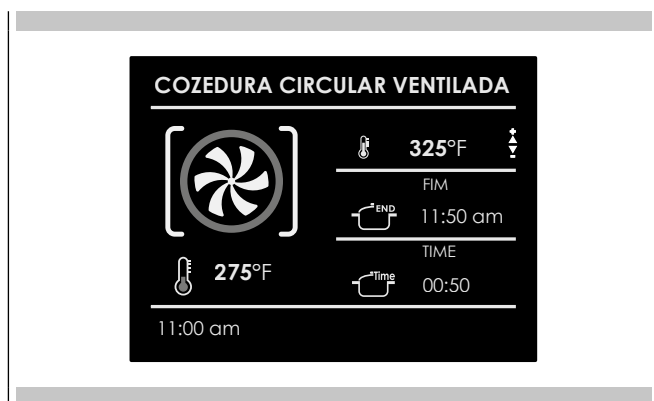 COZEDURA CIRCULAR VENTILADA
325°F
FIM
END
11:50 am
275°F
TIME
Time
00:50
11:00 am